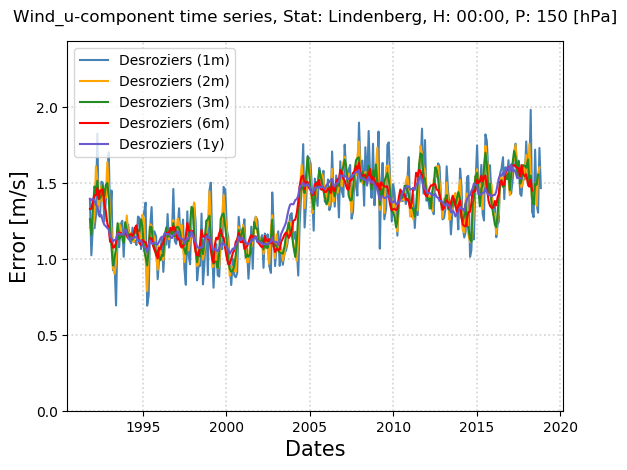 Wind_u-component time series, Stat: Lindenberg, H: 00:00, P: 150 [hPa]
Desroziers (1m)
Desroziers (2m)
Desroziers (3m)
Desroziers (6m)
Desroziers (1y)
Error [m/s]
2.0
1.5
1.0
0.5
0.0
1995 2000 2005 2010 2015 2020
Dates